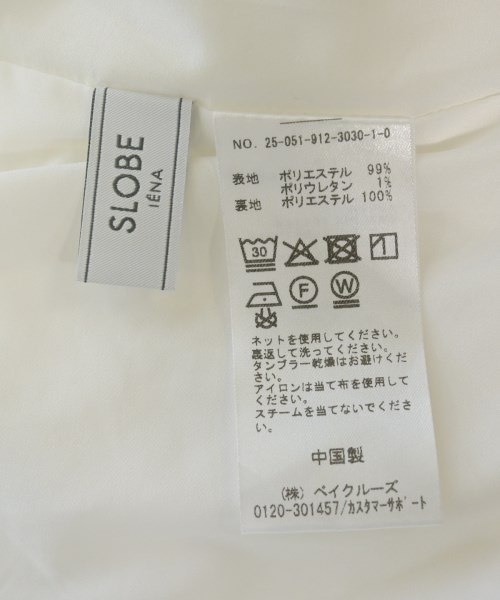 SLOBE
IÉNA
NO. 25-051-912-3030-1-0
表地 ポリエステル 99%
ポリウレタン 1%
裏地 ポリエステル 100%
30
F
W
ネットを使用してください。
裏返して洗ってください。
タンブラー乾燥はお避けくだ
さい。
アイロンは当て布を使用して
ください。
スチームを当てないでくださ
い。
中国製
(株) ベイクルーズ
0120-301457/カスタマーサポート